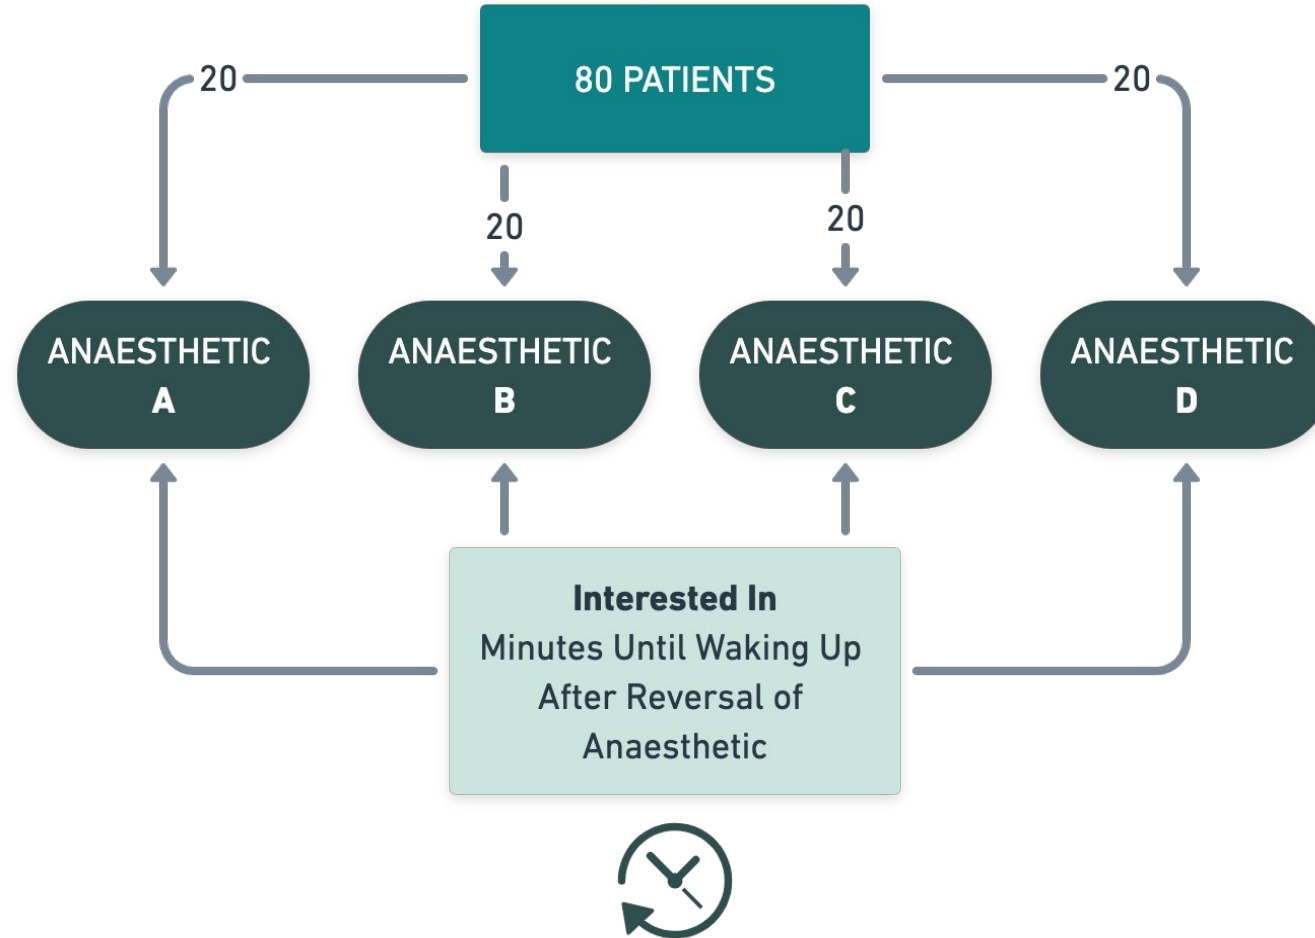 80 PATIENTS
20
20
20
20
ANAESTHETIC
A
ANAESTHETIC
B
ANAESTHETIC
C
ANAESTHETIC
D
Interested In
Minutes Until Waking Up
After Reversal of
Anaesthetic